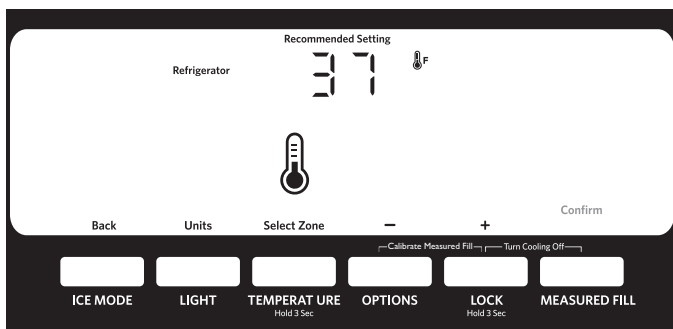 Recommended Setting
Refrigerator 37 F
Back Units Select Zone − + Confirm
Calibrate Measured Fill Turn Cooling Off
ICE MODE LIGHT TEMPERAT URE OPTIONS LOCK MEASURED FILL
Hold 3 Sec Hold 3 Sec